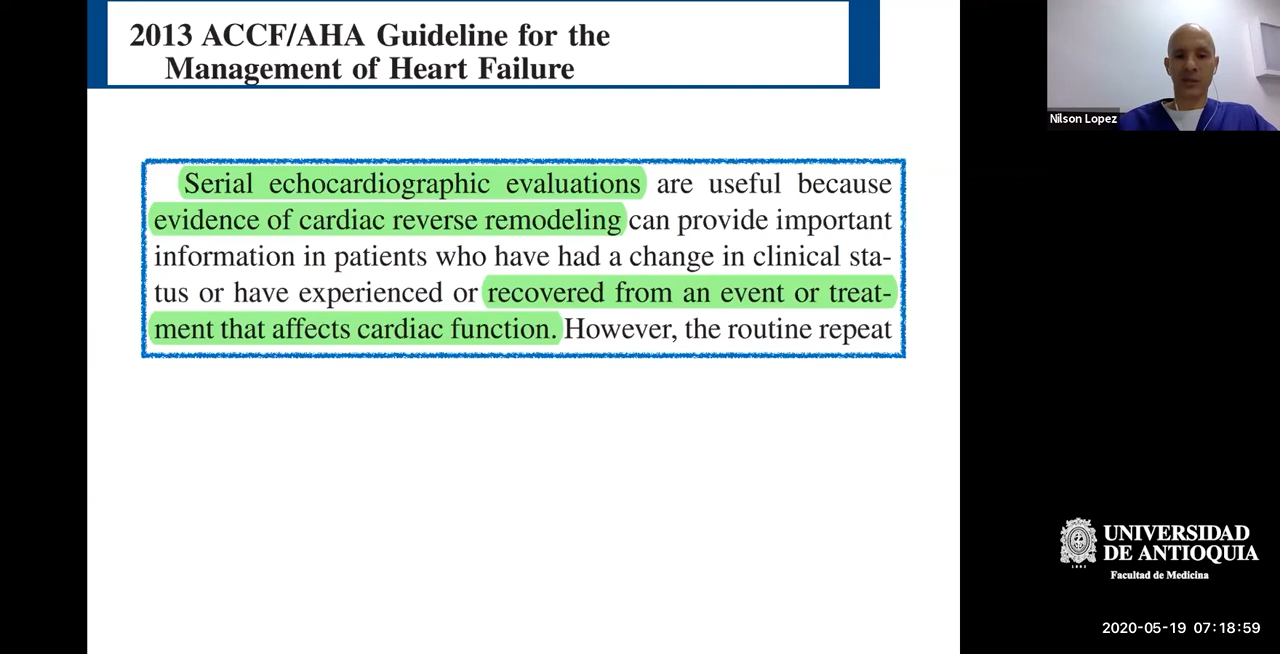 2013 ACCF/AHA Guideline for the
Management of Heart Failure
Nilson Lopez
Serial echocardiographic evaluations are useful because
evidence of cardiac reverse remodeling can provide important
information in patients who have had a change in clinical sta-
tus or have experienced or recovered from an event or treat-
ment that affects cardiac function. However, the routine repeat
UNIVERSIDAD
DE ANTIOQUIA
1803
Facultad de Medicina
2020-05-19 07:18:59